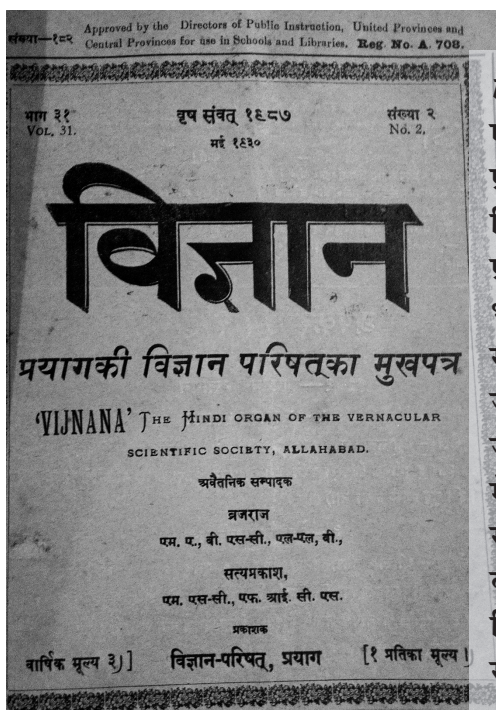 संख्या—१८२
Approved by the Directors of Public Instruction, United Provinces and
Central Provinces for use in Schools and Libraries. Reg. No. A. 708.
भाग ३१ वृष संवत् १९८७ संख्या २
VOL. 31. No. 2.
मई १९३०
विज्ञान
प्रयागकी विज्ञान परिषत्‌का मुखपत्र
'VIJNANA' THE HINDI ORGAN OF THE VERNACULAR
SCIENTIFIC SOCIETY, ALLAHABAD.
अवैतनिक सम्पादक
व्रजराज
एम. ए., बी. एस-सी., एल-एल, बी.,
सत्यप्रकाश,
एम. एस-सी., एफ. आई. सी. एस.
प्रकाशक
वार्षिक मूल्य ३)] विज्ञान-परिषत्, प्रयाग [१ प्रतिका मूल्य